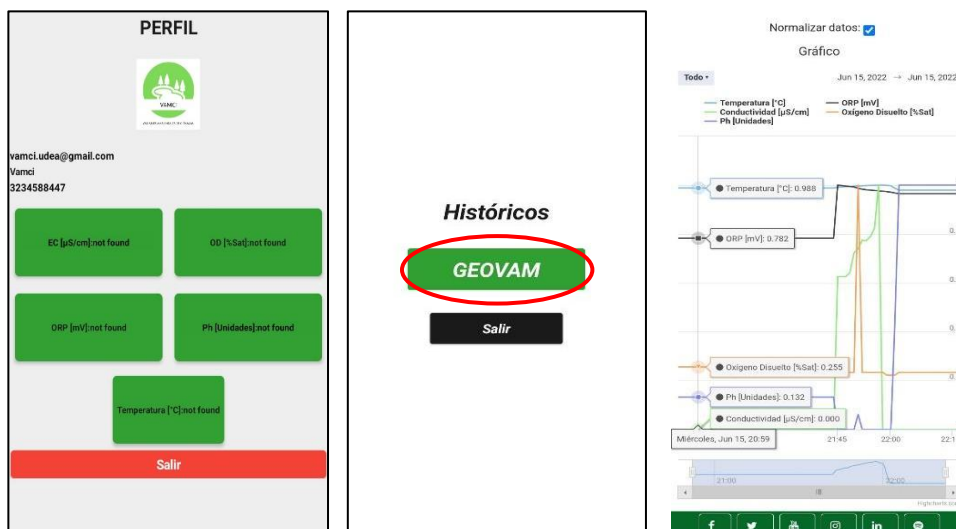 PERFIL
VAMCI
vamci.udea@gmail.com
Vamci
3234588447
EC [µS/cm]:not found
OD [%Sat]:not found
ORP [mV]:not found
Ph [Unidades]:not found
Temperatura [°C]:not found
Salir
Históricos
GEOVAM
Salir
Normalizar datos:
Gráfico
Todo
Jun 15, 2022 → Jun 15, 2022
Temperatura [°C]
ORP [mV]
Conductividad [µS/cm]
Oxígeno Disuelto [%Sat]
Ph [Unidades]
Temperatura [°C]: 0.988
ORP [mV]: 0.782
Oxígeno Disuelto [%Sat]: 0.255
Ph [Unidades]: 0.132
Conductividad [µS/cm]: 0.000
Miércoles, Jun 15, 20:59
21:45
22:00
21:00
22:00